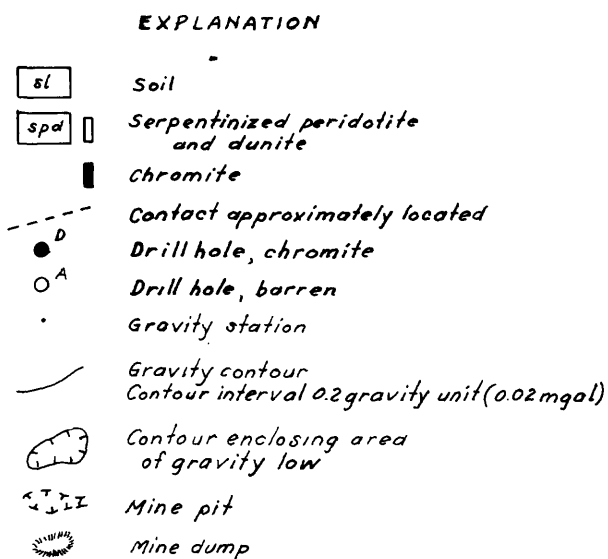 EXPLANATION
sl Soil
spd Serpentinized peridotite
and dunite
Chromite
Contact approximately located
D Drill hole, chromite
A Drill hole, barren
Gravity station
Gravity contour
Contour interval 0.2 gravity unit (0.02 mgal)
Contour enclosing area
of gravity low
Mine pit
Mine dump